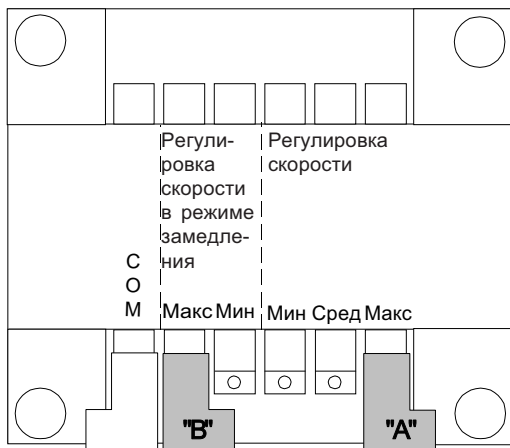 Регули-
ровка
скорости
в режиме
замедле-
ния
Регулировка
скорости
С
О
М
Макс Мин
Мин Сред Макс
"B"
"A"